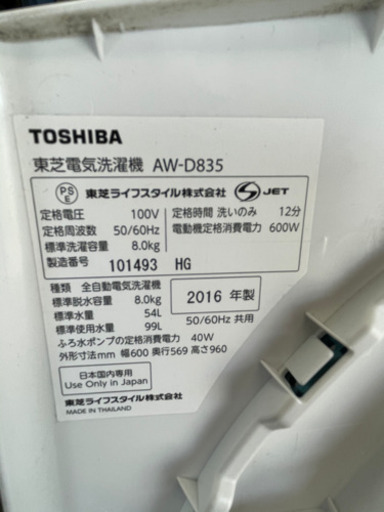 TOSHIBA
東芝電気洗濯機 AW-D835
PS E 東芝ライフスタイル株式会社 S JET
定格電圧 100V 定格時間 洗いのみ 12分
定格周波数 50/60Hz 電動機定格消費電力 600W
標準洗濯容量 8.0kg
製造番号 101493 HG
種類 全自動電気洗濯機
標準脱水容量 8.0kg 2016 年製
標準水量 54L
標準使用水量 99L 50/60Hz 共用
ふろ水ポンプの定格消費電力 40W
外形寸法mm 幅600 奥行569 高さ960
日本国内専用
Use Only in Japan
東芝ライフスタイル株式会社
MADE IN THAILAND